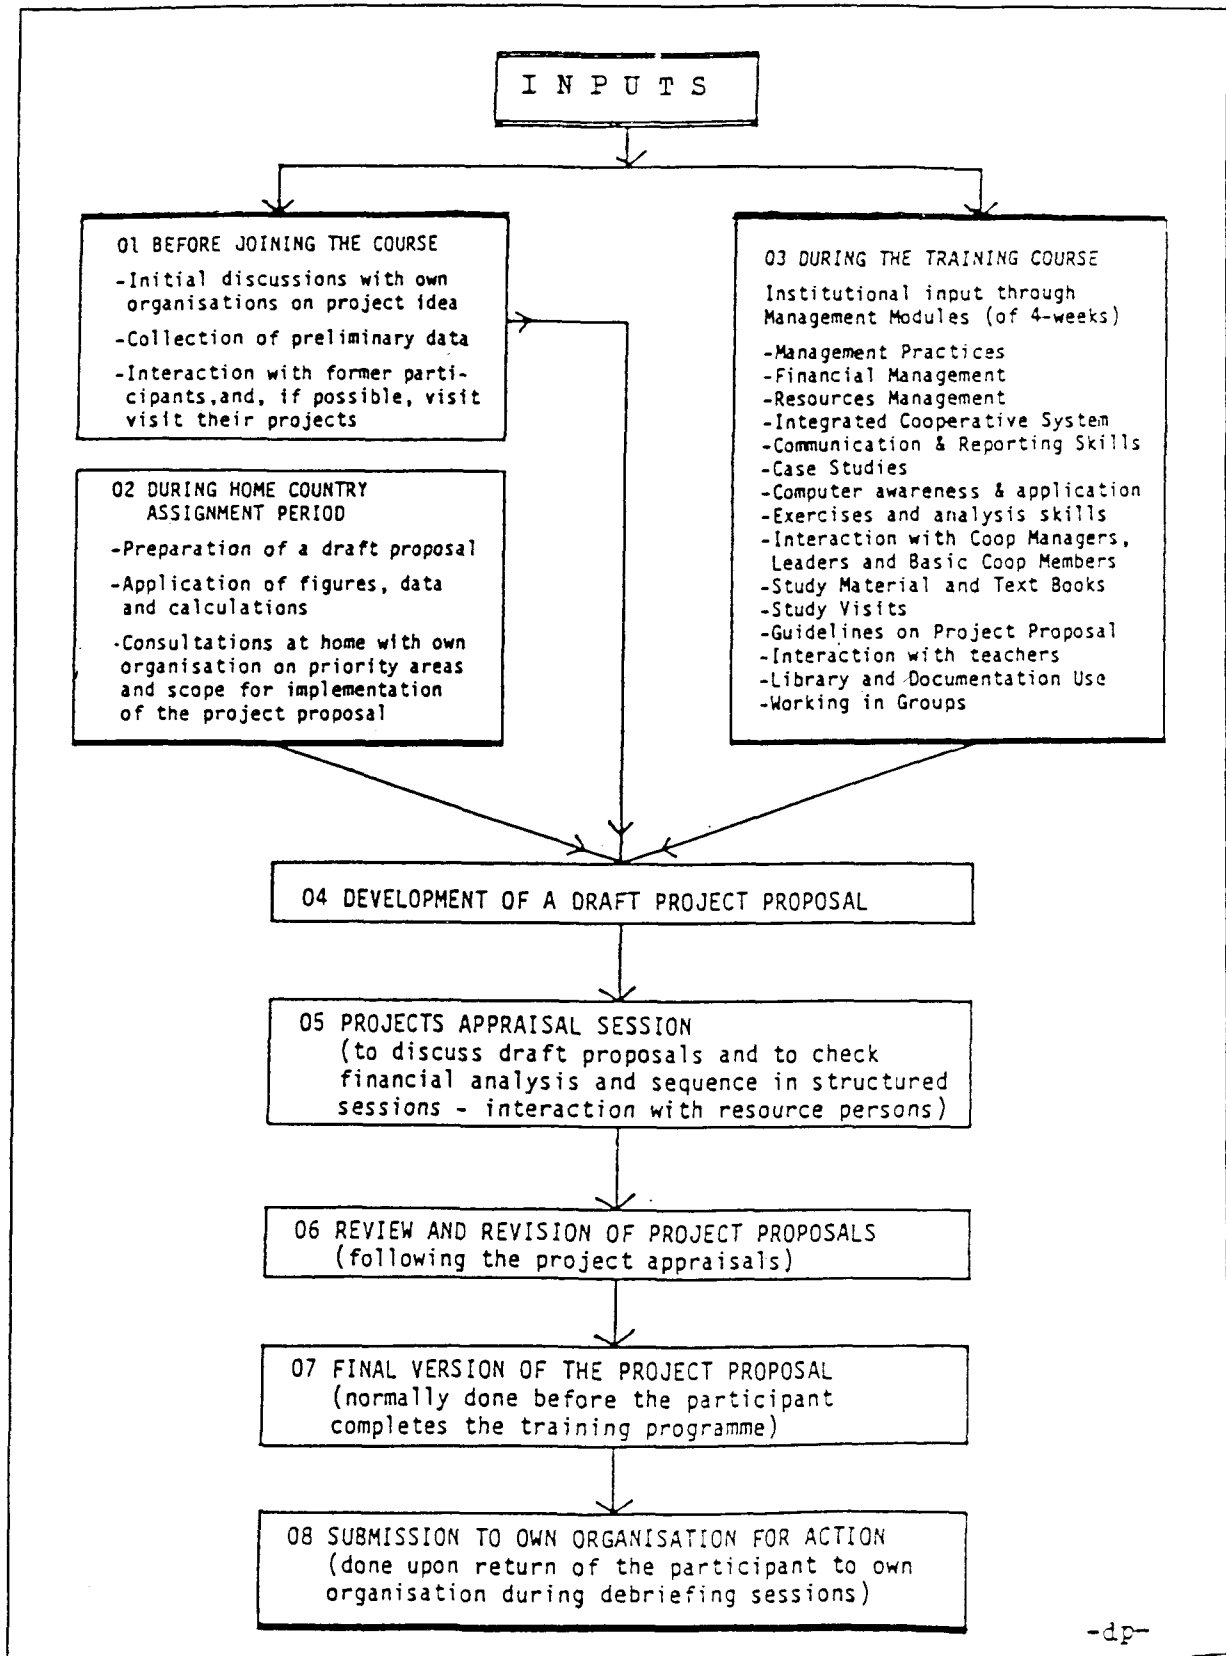 I N P U T S
01 BEFORE JOINING THE COURSE
-Initial discussions with own
organisations on project idea
-Collection of preliminary data
-Interaction with former parti-
cipants,and, if possible, visit
visit their projects
02 DURING HOME COUNTRY
ASSIGNMENT PERIOD
-Preparation of a draft proposal
-Application of figures, data
and calculations
-Consultations at home with own
organisation on priority areas
and scope for implementation
of the project proposal
03 DURING THE TRAINING COURSE
Institutional input through
Management Modules (of 4-weeks)
-Management Practices
-Financial Management
-Resources Management
-Integrated Cooperative System
-Communication & Reporting Skills
-Case Studies
-Computer awareness & application
-Exercises and analysis skills
-Interaction with Coop Managers,
Leaders and Basic Coop Members
-Study Material and Text Books
-Study Visits
-Guidelines on Project Proposal
-Interaction with teachers
-Library and Documentation Use
-Working in Groups
04 DEVELOPMENT OF A DRAFT PROJECT PROPOSAL
05 PROJECTS APPRAISAL SESSION
(to discuss draft proposals and to check
financial analysis and sequence in structured
sessions - interaction with resource persons)
06 REVIEW AND REVISION OF PROJECT PROPOSALS
(following the project appraisals)
07 FINAL VERSION OF THE PROJECT PROPOSAL
(normally done before the participant
completes the training programme)
08 SUBMISSION TO OWN ORGANISATION FOR ACTION
(done upon return of the participant to own
organisation during debriefing sessions)
-dp-